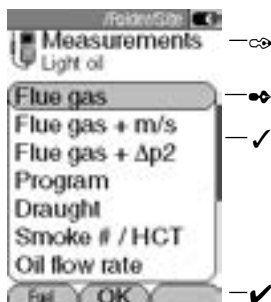 /Folder/Site
Measurements
Light oil
Flue gas
Flue gas + m/s
Flue gas + Δp2
Program
Draught
Smoke # / HCT
Oil flow rate
Fuel OK